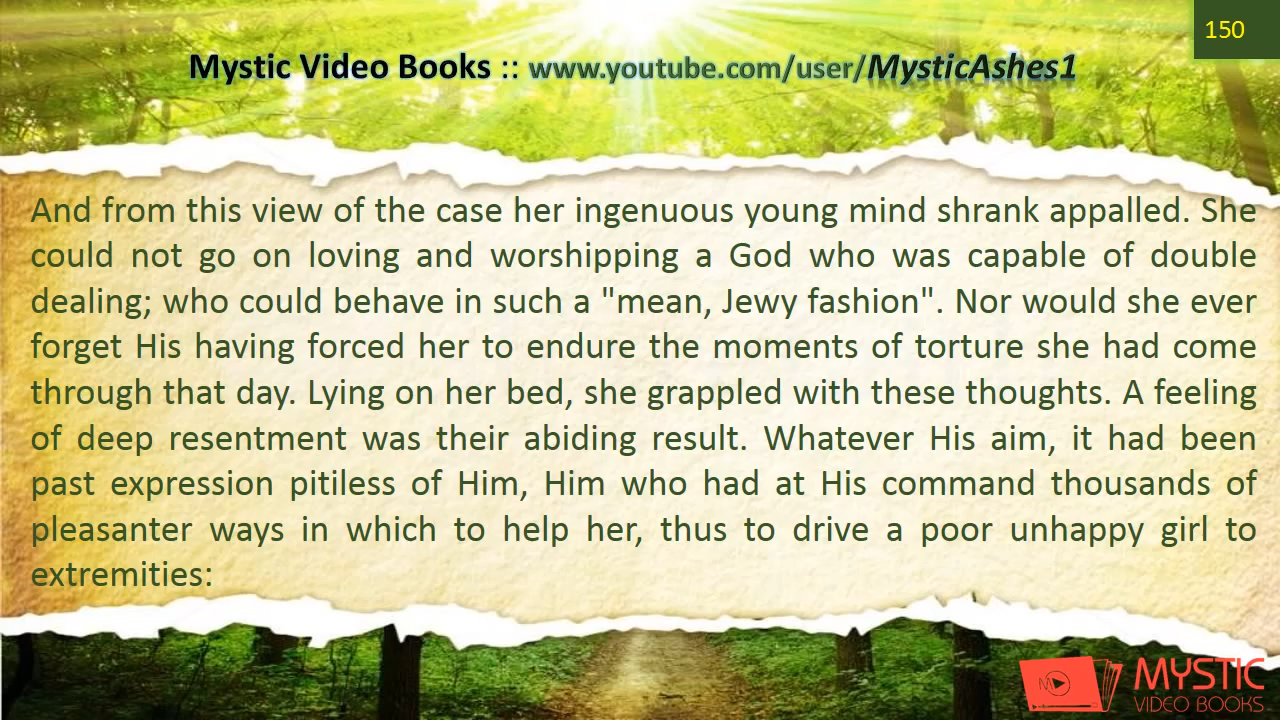 150
Mystic Video Books :: www.youtube.com/user/MysticAshes1
And from this view of the case her ingenuous young mind shrank appalled. She
could not go on loving and worshipping a God who was capable of double
dealing; who could behave in such a "mean, Jewy fashion". Nor would she ever
forget His having forced her to endure the moments of torture she had come
through that day. Lying on her bed, she grappled with these thoughts. A feeling
of deep resentment was their abiding result. Whatever His aim, it had been
past expression pitiless of Him, Him who had at His command thousands of
pleasanter ways in which to help her, thus to drive a poor unhappy girl to
extremities:
MYSTIC
VIDEO BOOKS